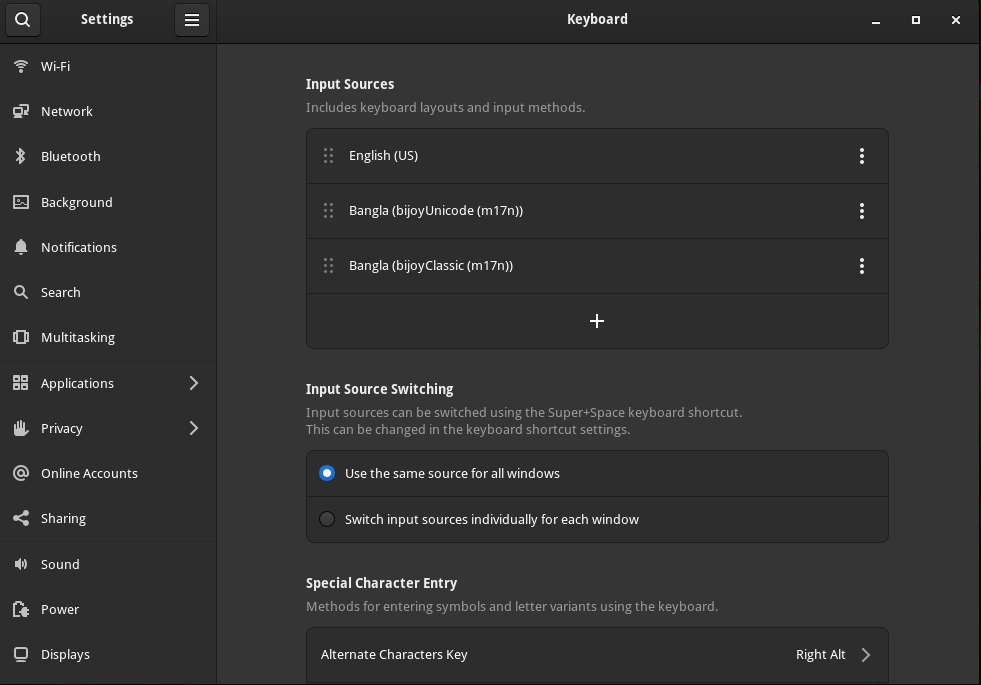 Settings
Keyboard
Wi-Fi
Network
Bluetooth
Background
Notifications
Search
Multitasking
Applications
Privacy
Online Accounts
Sharing
Sound
Power
Displays
Input Sources
Includes keyboard layouts and input methods.
English (US)
Bangla (bijoyUnicode (m17n))
Bangla (bijoyClassic (m17n))
Input Source Switching
Input sources can be switched using the Super+Space keyboard shortcut.
This can be changed in the keyboard shortcut settings.
Use the same source for all windows
Switch input sources individually for each window
Special Character Entry
Methods for entering symbols and letter variants using the keyboard.
Alternate Characters Key Right Alt